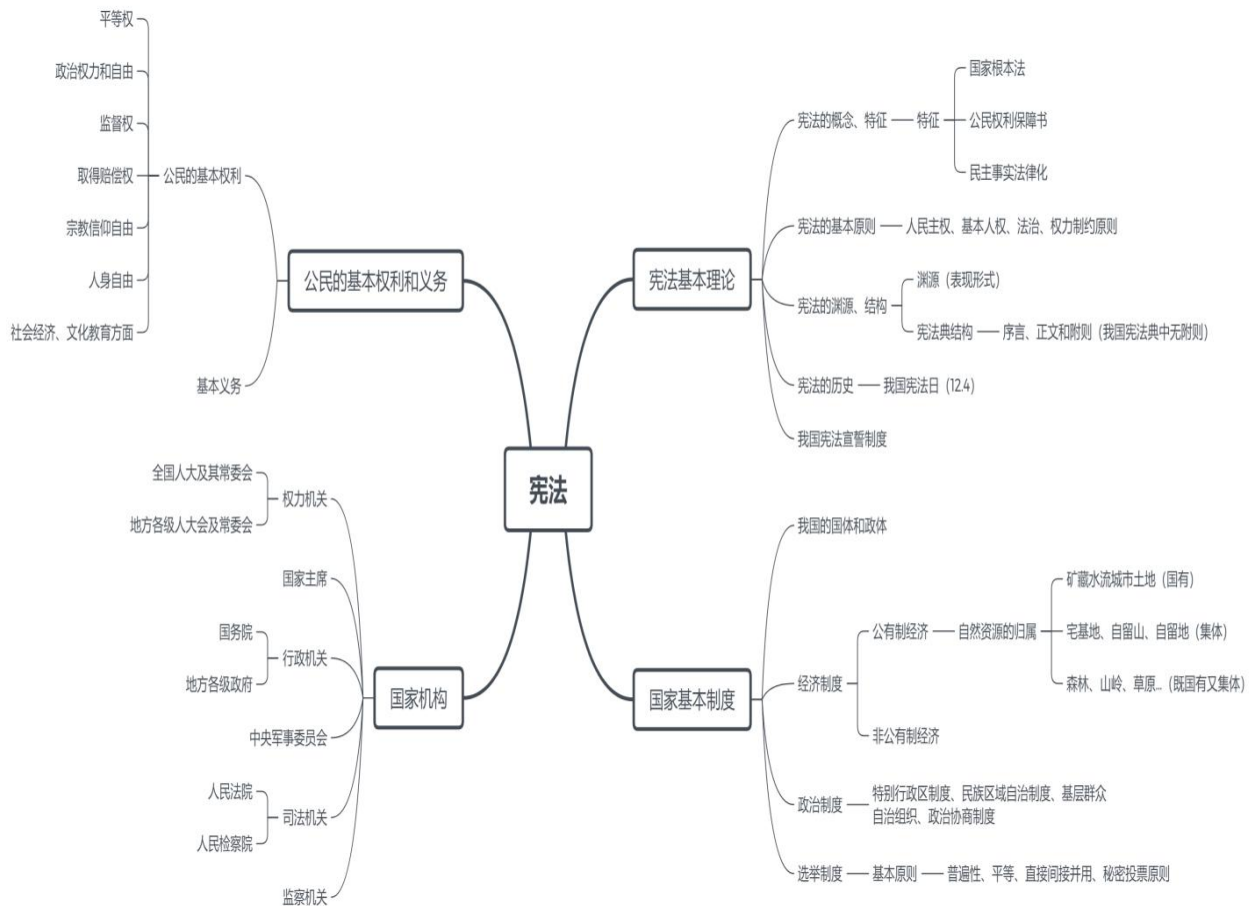 宪法
宪法基本理论
宪法的概念、特征
特征
国家根本法
公民权利保障书
民主事实法律化
宪法的基本原则
人民主权、基本人权、法治、权力制约原则
宪法的渊源、结构
渊源（表现形式）
宪法典结构
序言、正文和附则（我国宪法典中无附则）
宪法的历史
我国宪法日（12.4）
我国宪法宣誓制度
国家基本制度
我国的国体和政体
经济制度
公有制经济
自然资源的归属
矿藏水流城市土地（国有）
宅基地、自留山、自留地（集体）
森林、山岭、草原...（既国有又集体）
非公有制经济
政治制度
特别行政区制度、民族区域自治制度、基层群众
自治组织、政治协商制度
选举制度
基本原则
普遍性、平等、直接间接并用、秘密投票原则
公民的基本权利和义务
公民的基本权利
平等权
政治权力和自由
监督权
取得赔偿权
宗教信仰自由
人身自由
社会经济、文化教育方面
基本义务
国家机构
权力机关
全国人大及其常委会
地方各级人大会及常委会
国家主席
行政机关
国务院
地方各级政府
中央军事委员会
司法机关
人民法院
人民检察院
监察机关